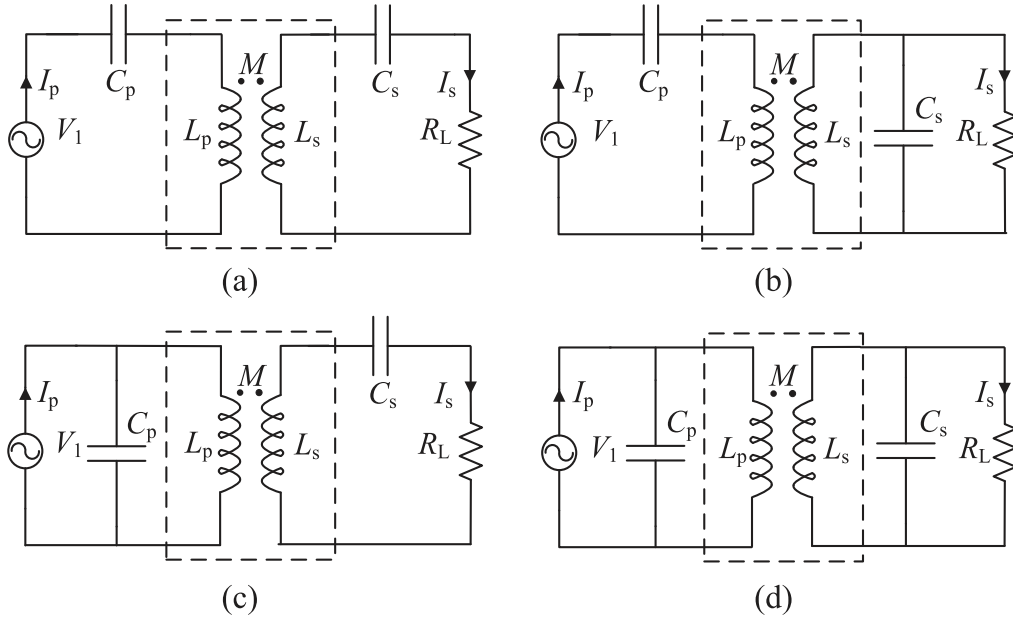 C_p M C_s
I_p I_s
V_1 L_p L_s R_L
(a)
C_p M
I_p I_s
V_1 L_p L_s C_s R_L
(b)
M C_s
I_p I_s
C_p
V_1 L_p L_s R_L
(c)
M
I_p I_s
C_p C_s
V_1 L_p L_s R_L
(d)